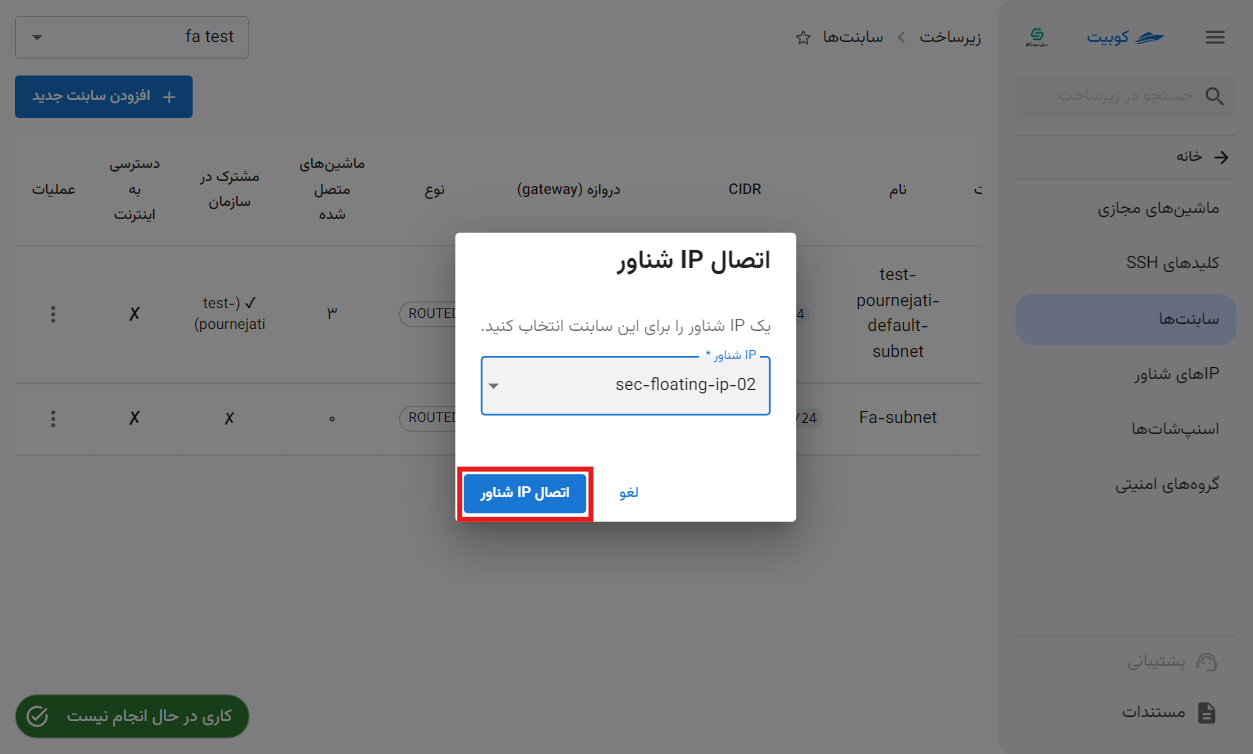 کوبیت
زیرساخت
سابنت‌ها
fa test
جستجو در زیرساخت
افزودن سابنت جدید
خانه
ماشین‌های مجازی
کلیدهای SSH
سابنت‌ها
IPهای شناور
اسنپ‌شات‌ها
گروه‌های امنیتی
پشتیبانی
مستندات
نام
CIDR
دروازه (gateway)
نوع
ماشین‌های
متصل
شده
مشترک در
سازمان
دسترسی
به
اینترنت
عملیات
test-
pournejati-
default-
subnet
4
ROUTED
۳
✓ (test-
pournejati)
✗
Fa-subnet
/24
ROUTED
۰
✗
✗
اتصال IP شناور
یک IP شناور را برای این سابنت انتخاب کنید.
IP شناور *
sec-floating-ip-02
لغو
اتصال IP شناور
کاری در حال انجام نیست